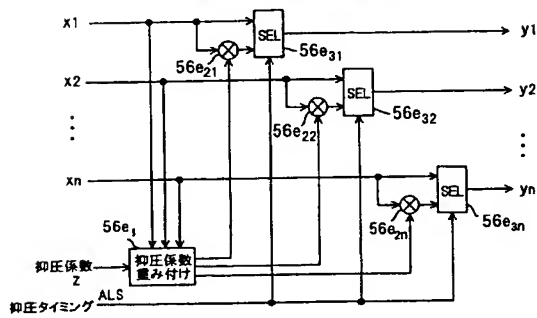 x1
SEL
y1
56e21
56e31
x2
SEL
y2
56e22
56e32
⋮
⋮
xn
SEL
yn
56e2n
56e3n
56e1
抑圧係数
z
抑圧係数
重み付け
抑圧タイミング ALS